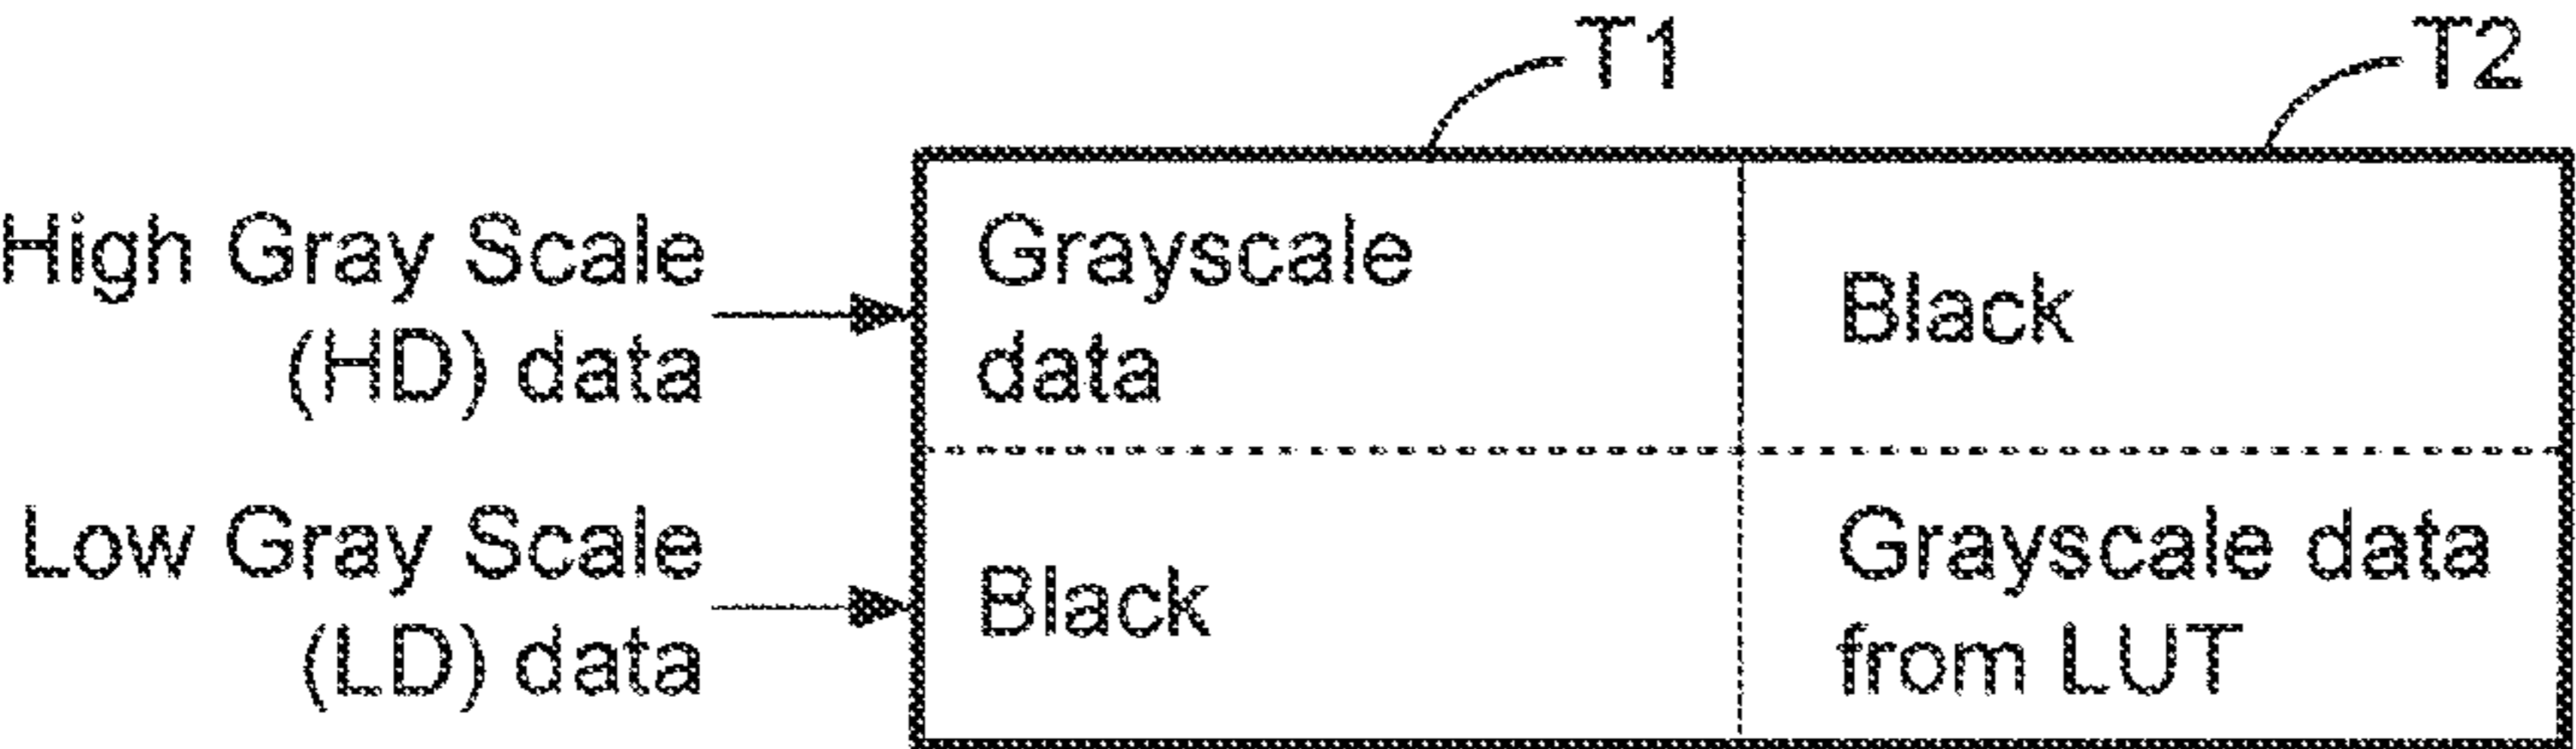 T1
T2
High Gray Scale
(HD) data
Grayscale
data
Black
Low Gray Scale
(LD) data
Black
Grayscale data
from LUT